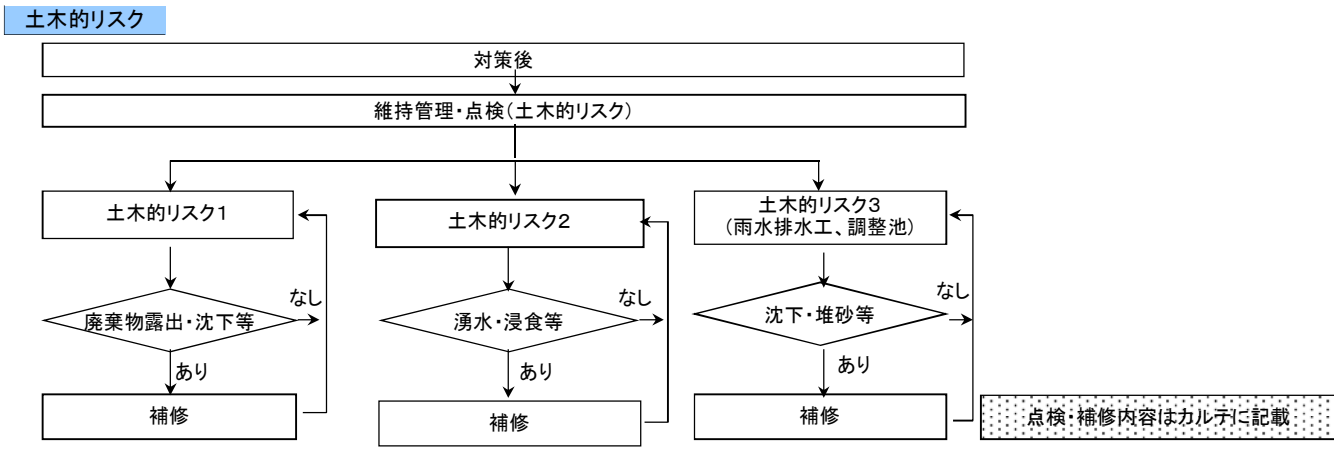 土木的リスク
対策後
維持管理・点検(土木的リスク)
土木的リスク1
土木的リスク2
土木的リスク3
(雨水排水工、調整池)
廃棄物露出・沈下等
なし
湧水・浸食等
なし
沈下・堆砂等
なし
あり
あり
あり
補修
補修
補修
点検・補修内容はカルテに記載